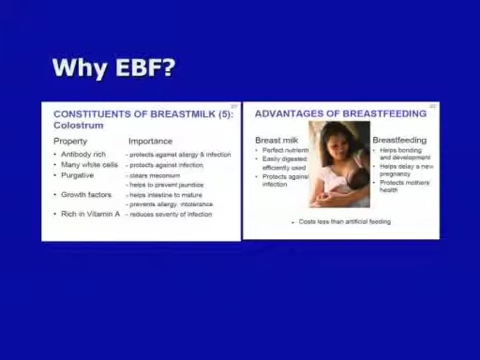 Why EBF?
CONSTITUENTS OF BREASTMILK (5):
Colostrum
Property Importance
• Antibody rich - protects against allergy & infection
• Many white cells - protects against infection,
• Purgative - clears meconium
- helps to prevent jaundice
• Growth factors - helps intestine to mature
- prevents allergy, intolerance
• Rich in Vitamin A - reduces severity of infection
ADVANTAGES OF BREASTFEEDING
Breast milk
• Perfect nutrients
• Easily digested
efficiently used
• Protects against
infection
Breastfeeding
• Helps bonding
and development
• Helps delay a new
pregnancy
• Protects mothers'
health
• Costs less than artificial feeding